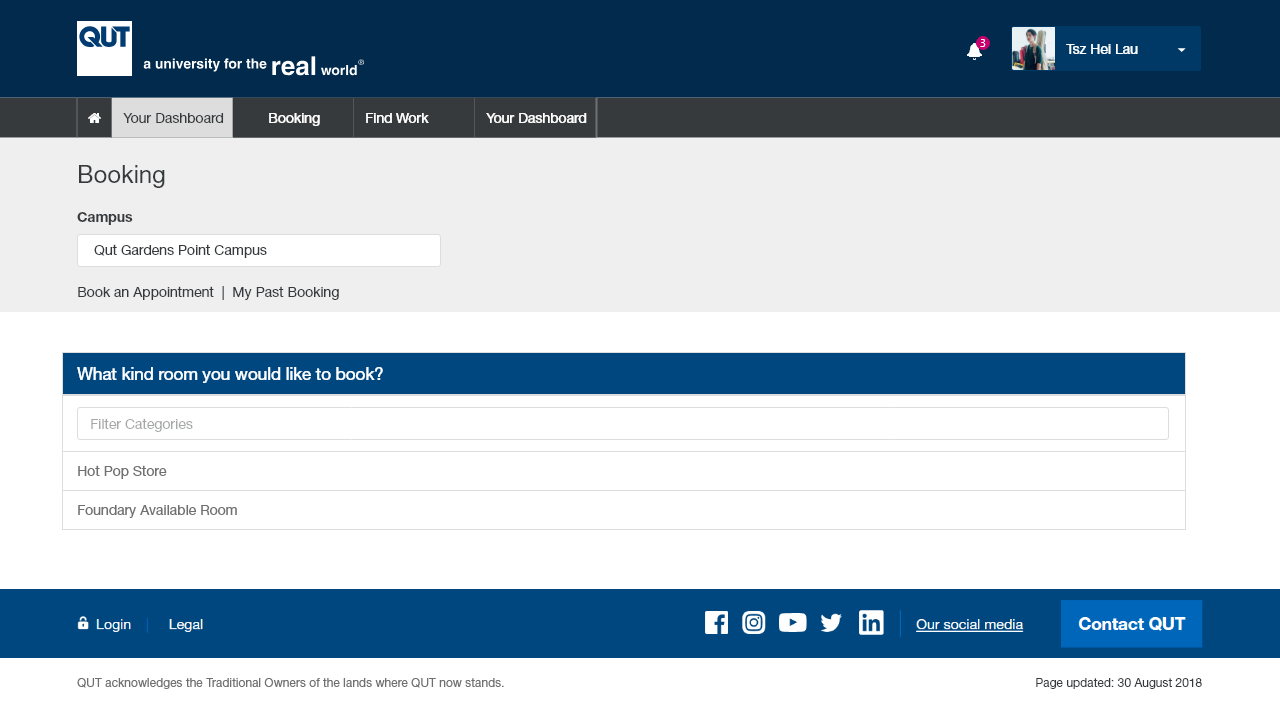 QUT
a university for the real world®
3
Tsz Hei Lau
Your Dashboard
Booking
Find Work
Your Dashboard
Booking
Campus
Qut Gardens Point Campus
Book an Appointment | My Past Booking
What kind room you would like to book?
Filter Categories
Hot Pop Store
Foundary Available Room
Login
Legal
Our social media
Contact QUT
QUT acknowledges the Traditional Owners of the lands where QUT now stands.
Page updated: 30 August 2018